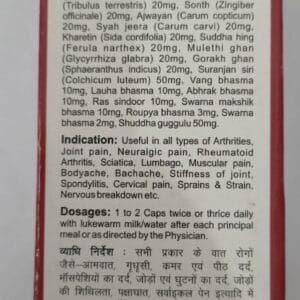 (Tribulus terrestris) 20mg, Sonth (Zingiber
officinale) 20mg, Ajwayan (Carum copticum)
20mg, Syah jeera (Carum carvi) 20mg,
Kharetin (Sida cordifolia) 20mg, Suddha hing
(Ferula narthex) 20mg, Mulethi ghan
(Glycyrrhiza glabra) 20mg, Gorakh ghan
(Sphaeranthus indicus) 20mg, Suranjan siri
(Colchicum luteum) 50mg, Vang bhasma
10mg, Lauha bhasma 10mg, Abhrak bhasma
10mg, Ras sindoor 10mg, Swarna makshik
bhasma 10mg, Roupya bhasma 3mg, Swarna
bhasma 2mg, Shuddha guggulu 50mg.
Indication: Useful in all types of Arthrities,
Joint pain, Neuralgic pain, Rheumatoid
Arthritis, Sciatica, Lumbago, Muscular pain,
Bodyache, Bachache, Stiffness of joint,
Spondylitis, Cervical pain, Sprains & Strain,
Nervous breakdown etc.
Dosages: 1 to 2 Caps twice or thrice daily
with lukewarm milk/water after each principal
meal or as directed by the Physician.
व्याधि निर्देश : सभी प्रकार के वात रोगों
जैसे-आमवात, गृधृसी, कमर एवं पीठ दर्द,
माँसपेशियों का दर्द, जोड़ों एवं घुटनों का दर्द, जोड़ों
की शिथिलता, पक्षाघात, सर्वाइकल पेन इत्यादि में